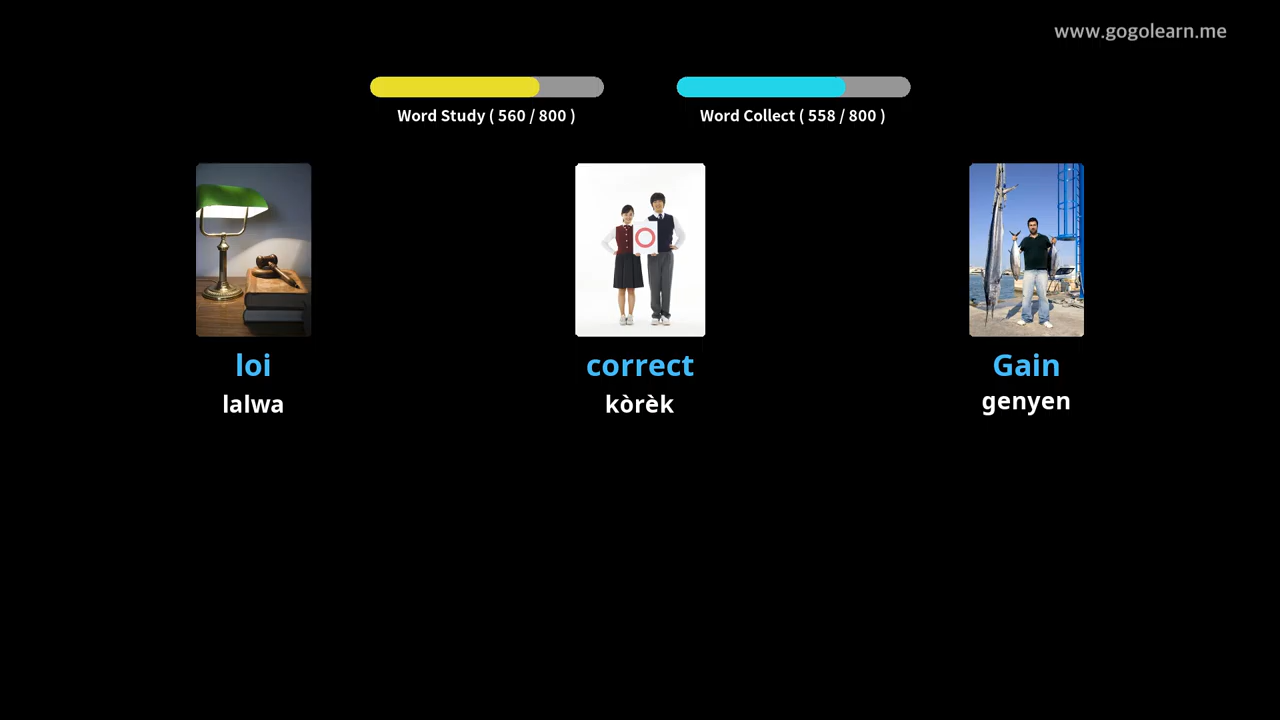 www.gogolearn.me
Word Study ( 560 / 800 )
Word Collect ( 558 / 800 )
loi
lalwa
correct
kòrèk
Gain
genyen